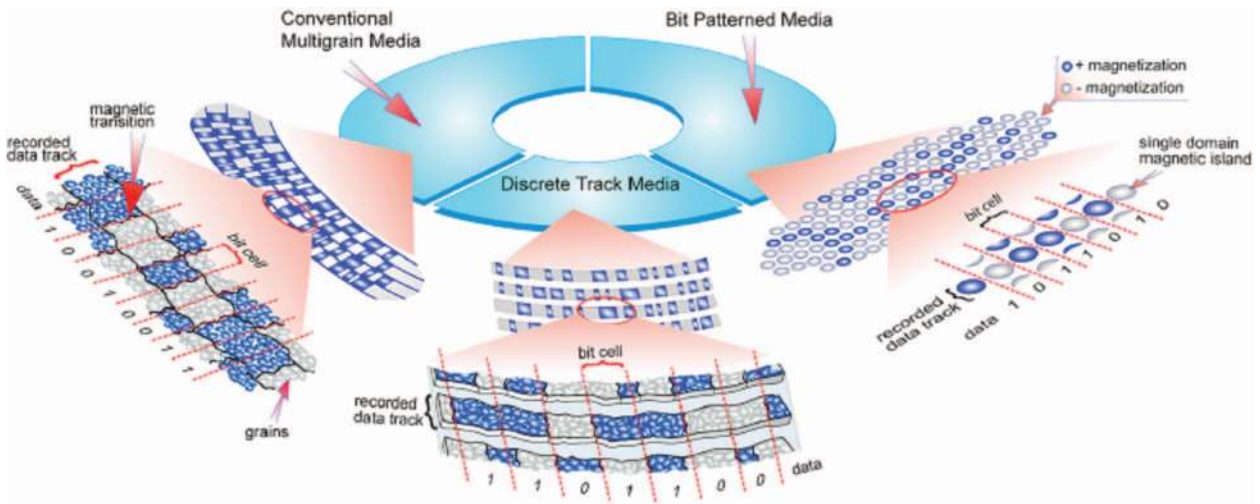 Conventional
Multigrain Media
Bit Patterned Media
Discrete Track Media
magnetic
transition
recorded
data track
data
1
0
0
1
0
0
1
1
bit cell
grains
bit cell
recorded
data track
1
1
0
1
1
0
0
data
+ magnetization
- magnetization
single domain
magnetic island
bit cell
recorded
data track
data
1
0
1
1
0
1
0